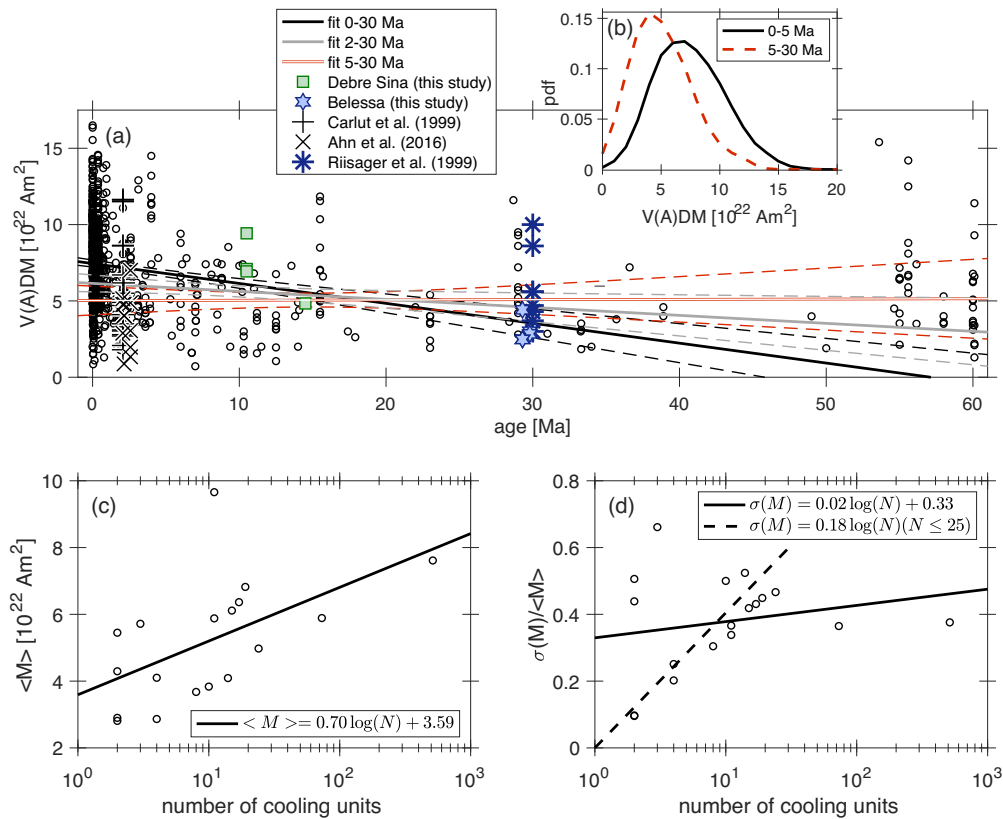 fit 0-30 Ma
fit 2-30 Ma
fit 5-30 Ma
Debre Sina (this study)
Belessa (this study)
Carlut et al. (1999)
Ahn et al. (2016)
Riisager et al. (1999)
(a)
15
10
5
0
V(A)DM [10^22 Am^2]
0 10 20 30 40 50 60
age [Ma]
(b)
0-5 Ma
5-30 Ma
0.15
0.1
0.05
0
pdf
0 5 10 15 20
V(A)DM [10^22 Am^2]
(c)
10
8
6
4
2
<M> [10^22 Am^2]
< M >= 0.70 log(N) + 3.59
10^0 10^1 10^2 10^3
number of cooling units
(d)
σ(M) = 0.02 log(N) + 0.33
σ(M) = 0.18 log(N)(N ≤ 25)
0.8
0.6
0.4
0.2
0
σ(M)/<M>
10^0 10^1 10^2 10^3
number of cooling units